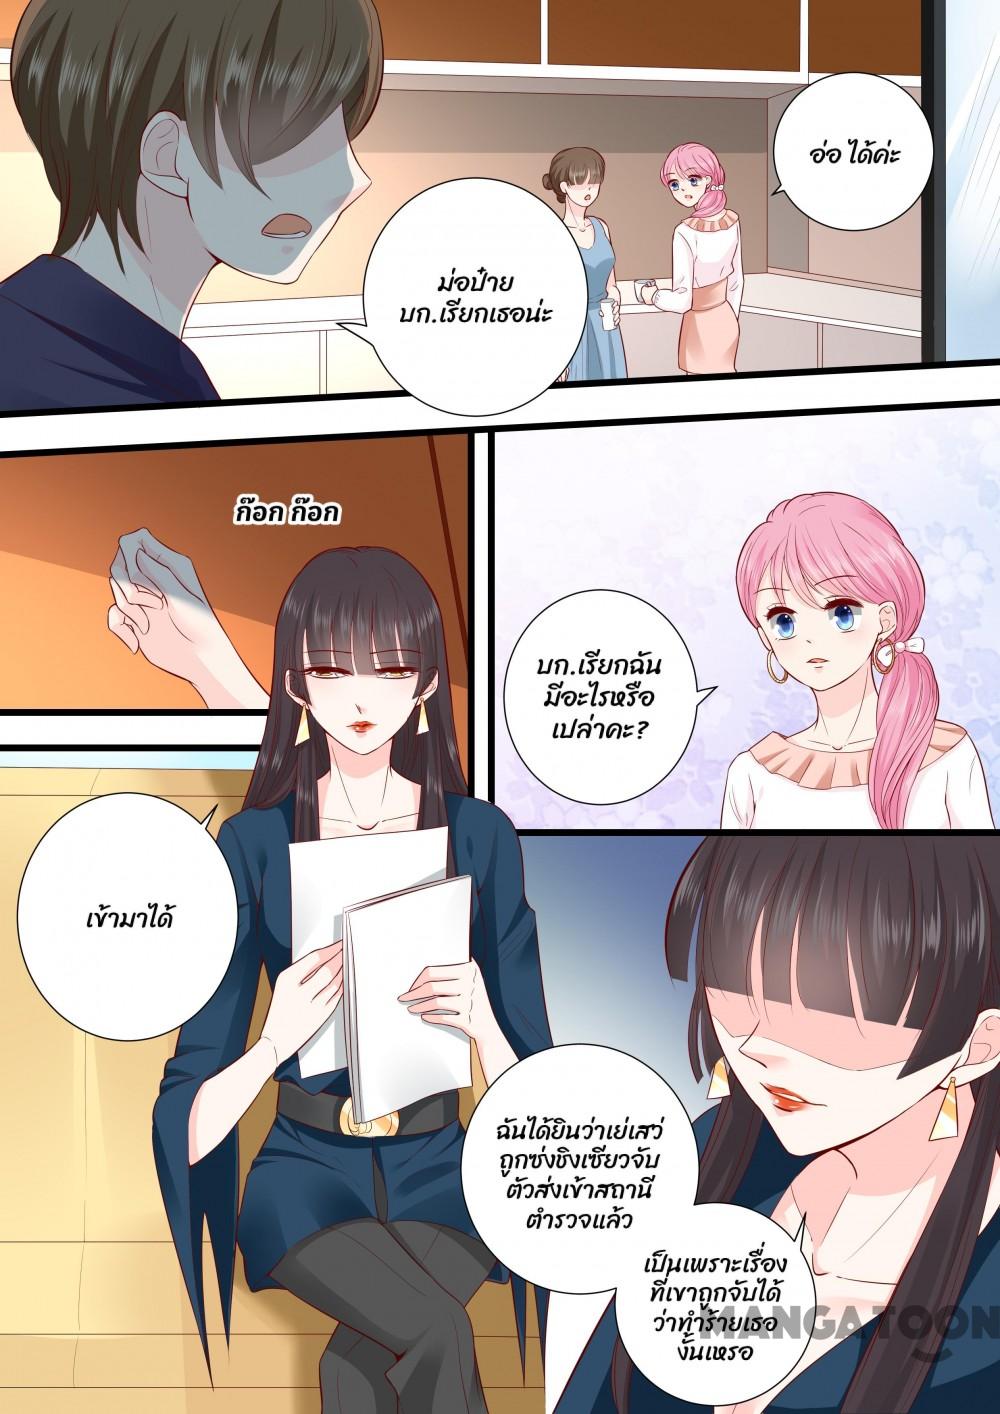 ม่อป๋าย
บก.เรียกเธอน่ะ
อ่อ ได้ค่ะ
ก๊อก ก๊อก
บก.เรียกฉัน
มีอะไรหรือ
เปล่าคะ?
เข้ามาได้
ฉันได้ยินว่าเย่เสว่
ถูกซ่งชิงเซียวจับ
ตัวส่งเข้าสถานี
ตำรวจแล้ว
เป็นเพราะเรื่อง
ที่เขาถูกจับได้
ว่าทำร้ายเธอ
งั้นเหรอ
MANGATOON